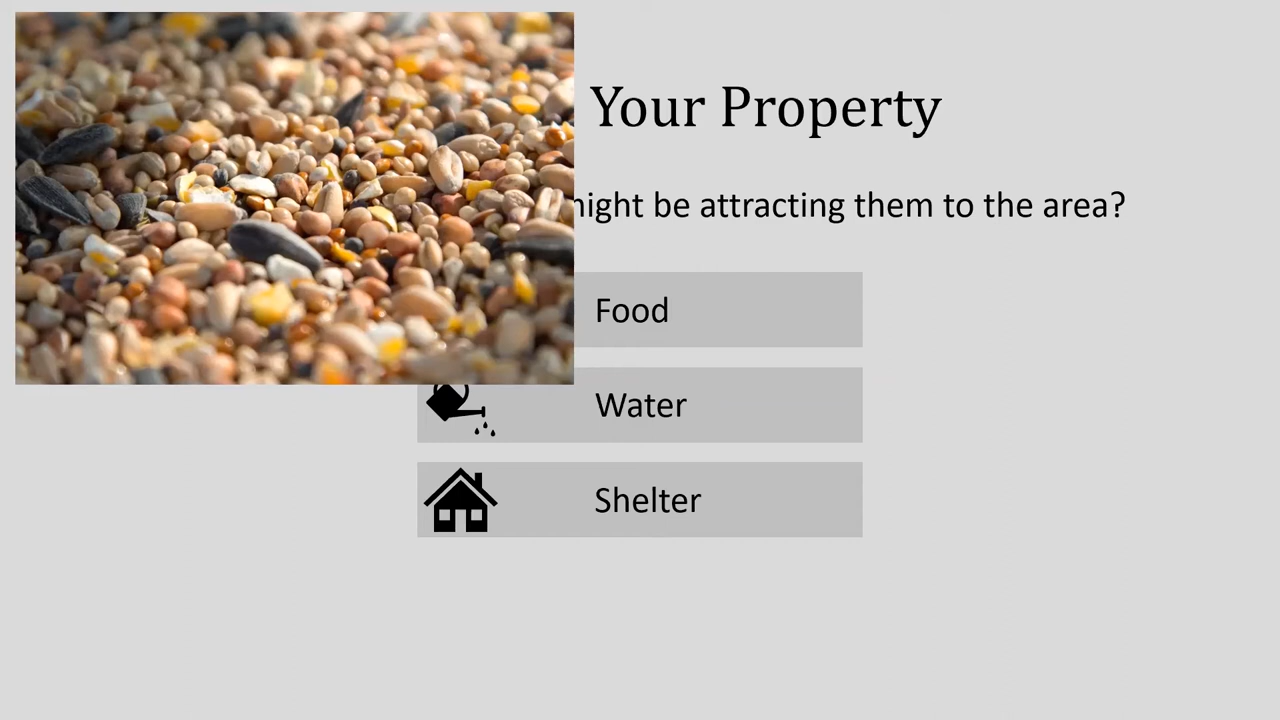 Your Property
might be attracting them to the area?
Food
Water
Shelter